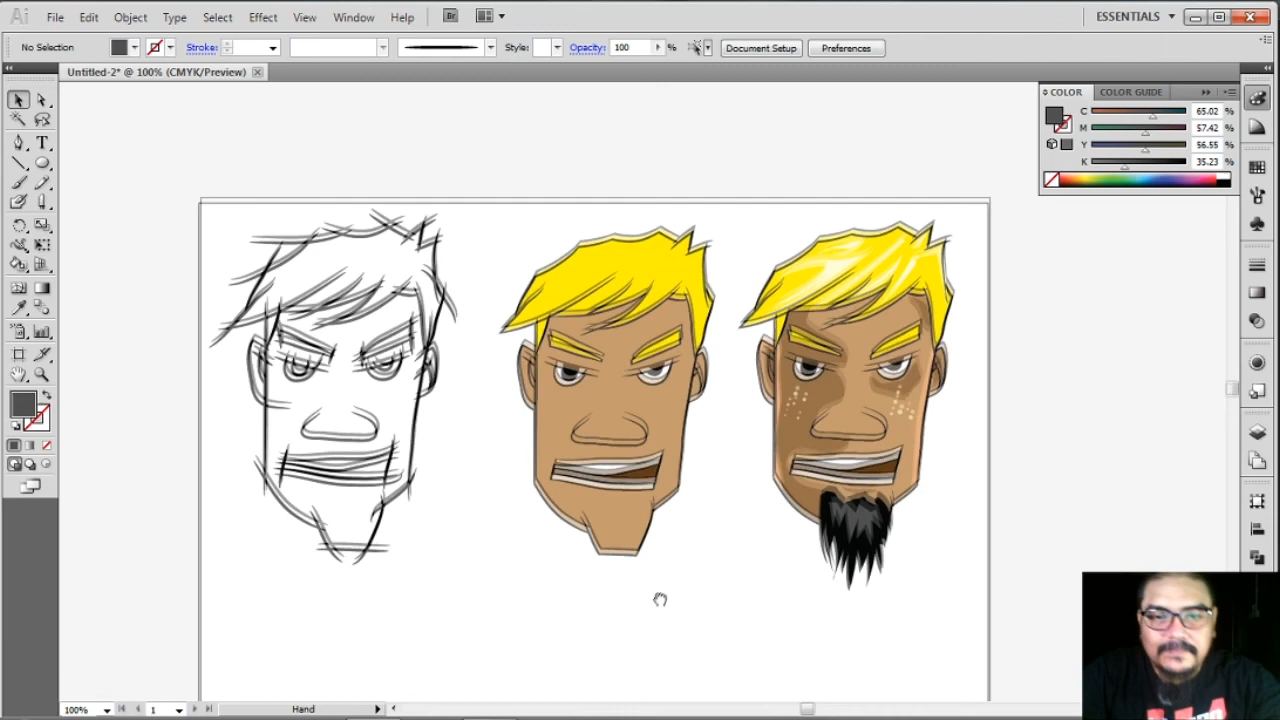 Ai File Edit Object Type Select Effect View Window Help Br ESSENTIALS
No Selection Stroke: Style: Opacity: 100 % Document Setup Preferences
Untitled-2* @ 100% (CMYK/Preview)
COLOR COLOR GUIDE
C 65.02 %
M 57.42 %
Y 56.55 %
K 35.23 %
T
100% 1 Hand